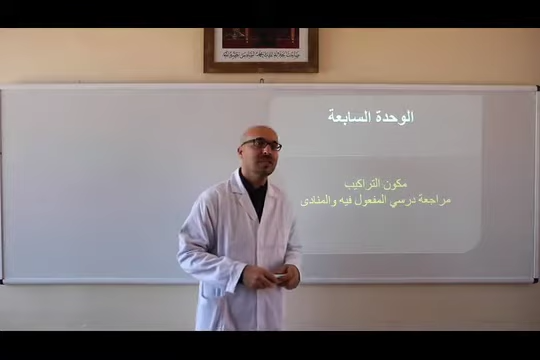 الوحدة السابعة
مكون التراكيب
مراجعة درسي المفعول فيه والمنادى